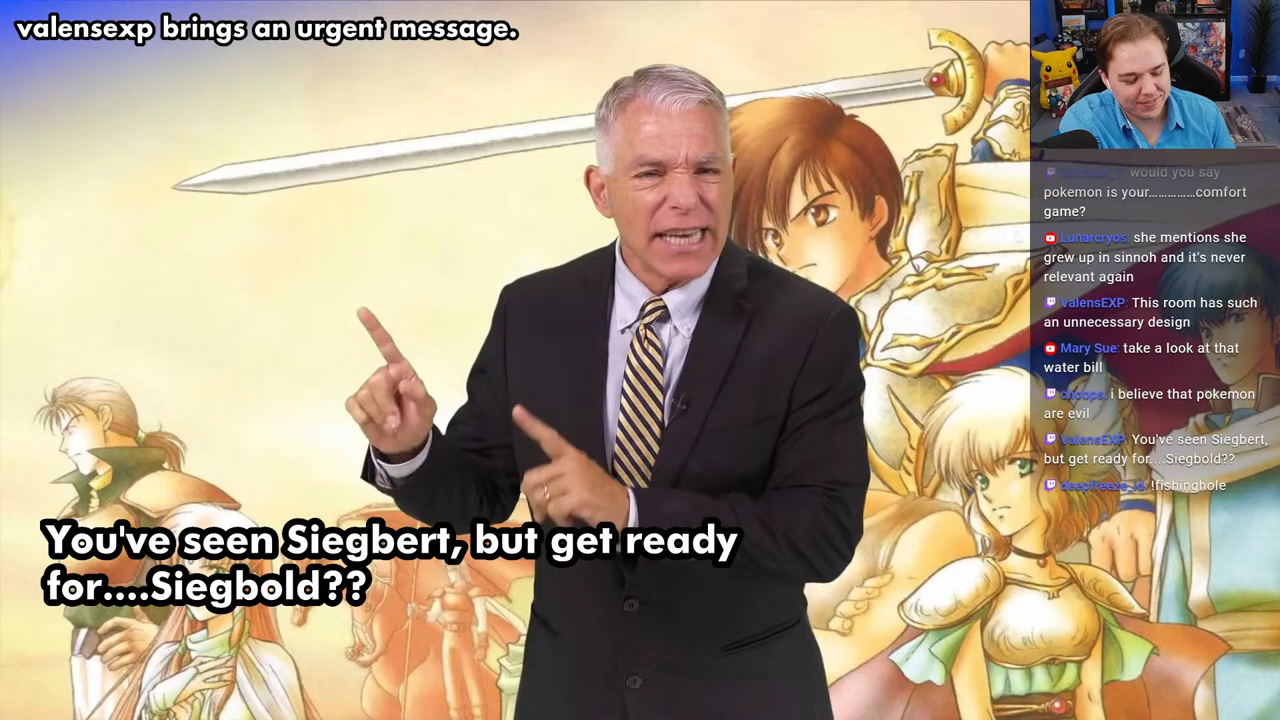 valensexp brings an urgent message.
You've seen Siegbert, but get ready
for....Siegbold??
would you say
pokemon is your...............comfort
game?
Lunarcryos: she mentions she
grew up in sinnoh and it's never
relevant again
ValensEXP: This room has such
an unnecessary design
Mary Sue: take a look at that
water bill
choops: i believe that pokemon
are evil
ValensEXP: You've seen Siegbert,
but get ready for....Siegbold??
deepfreeze_id: !fishinghole